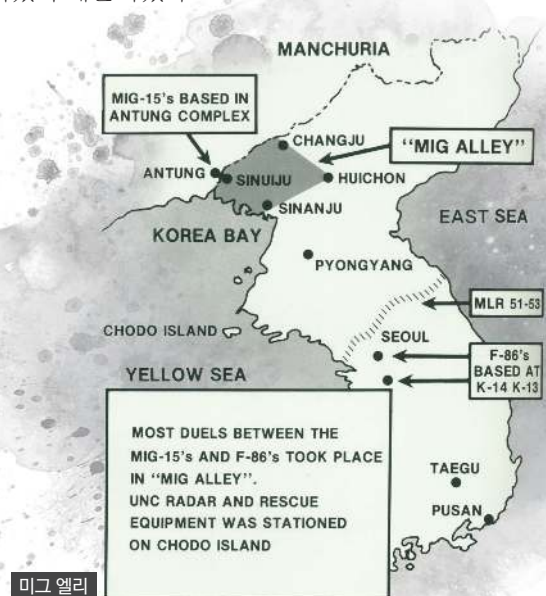 MANCHURIA
MIG-15's BASED IN
ANTUNG COMPLEX
CHANGJU
"MIG ALLEY"
ANTUNG
SINUIJU
HUICHON
SINANJU
EAST SEA
KOREA BAY
PYONGYANG
MLR 51-53
CHODO ISLAND
SEOUL
F-86's
BASED AT
K-14 K-13
YELLOW SEA
MOST DUELS BETWEEN THE
MIG-15's AND F-86's TOOK PLACE
IN "MIG ALLEY".
UNC RADAR AND RESCUE
EQUIPMENT WAS STATIONED
ON CHODO ISLAND
TAEGU
PUSAN
미그 엘리